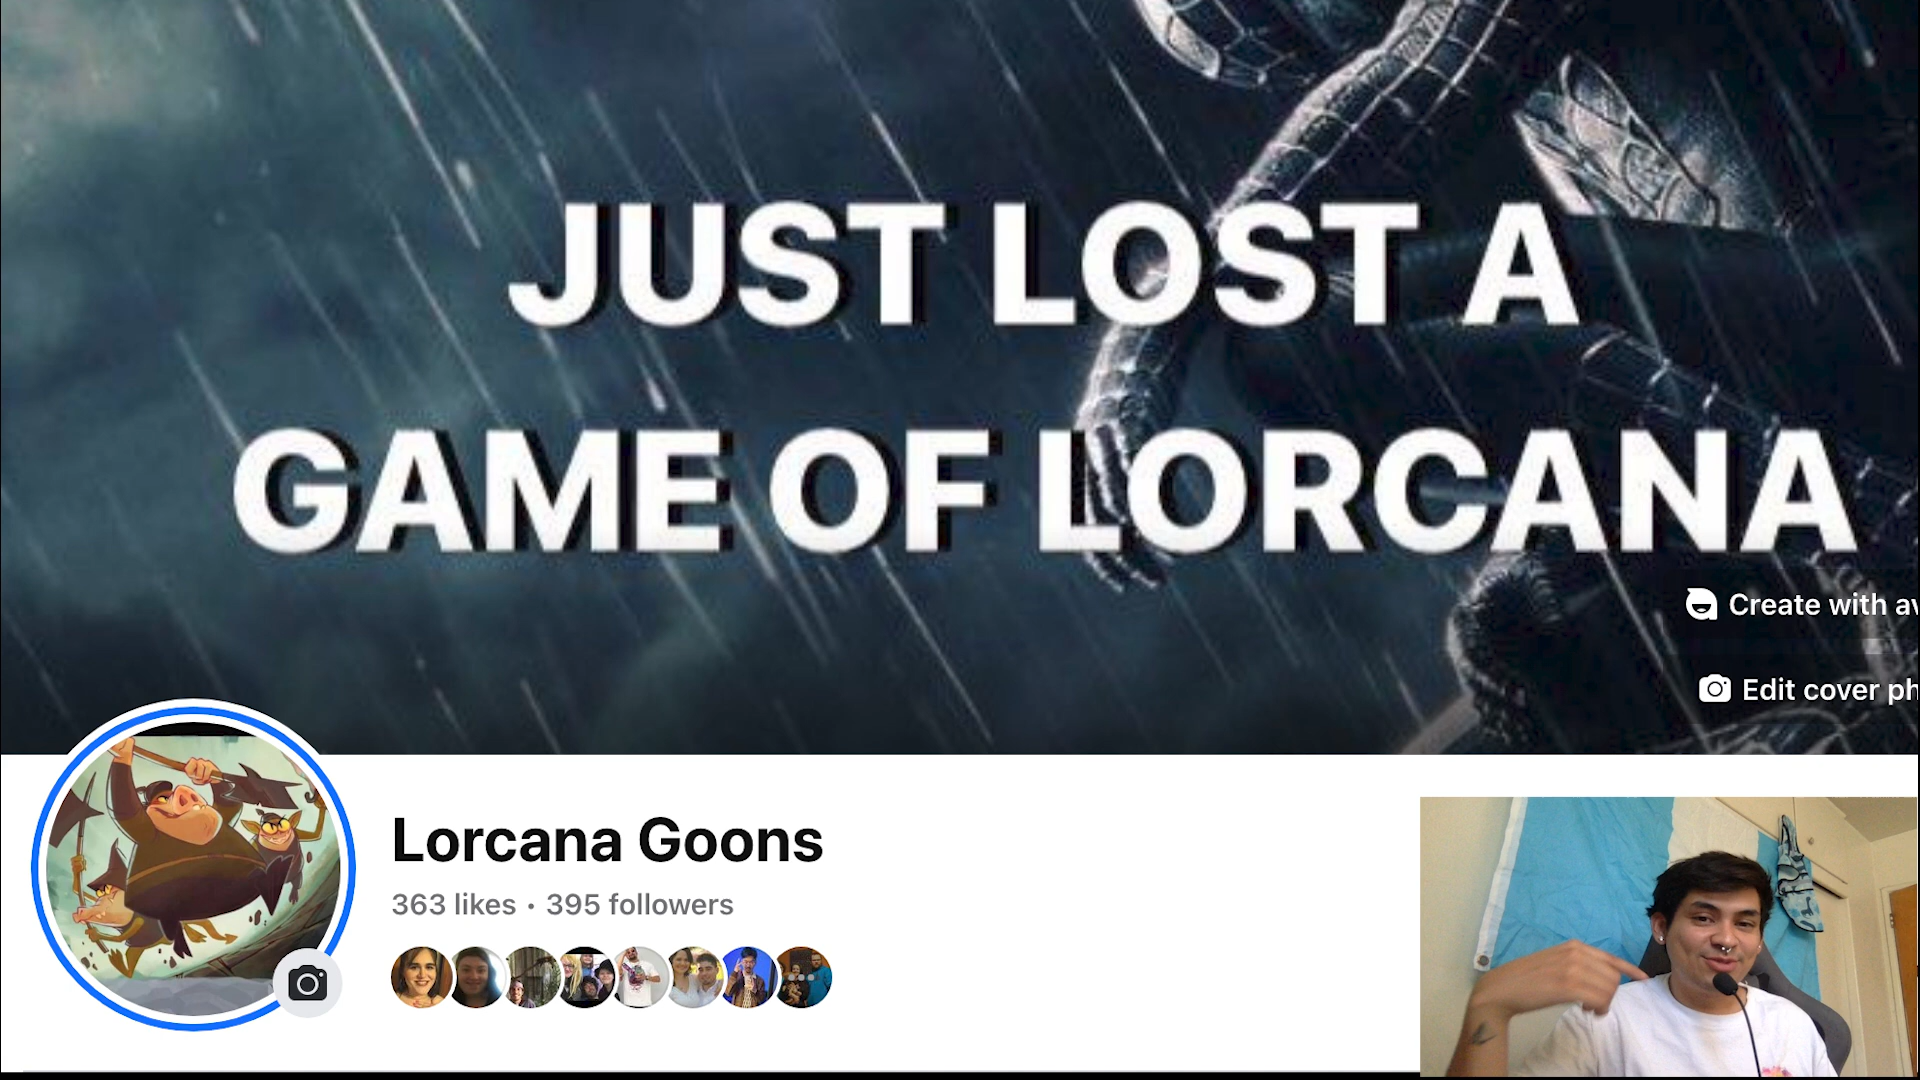 JUST LOST A
GAME OF LORCANA
Create with av
Edit cover ph
Lorcana Goons
363 likes · 395 followers